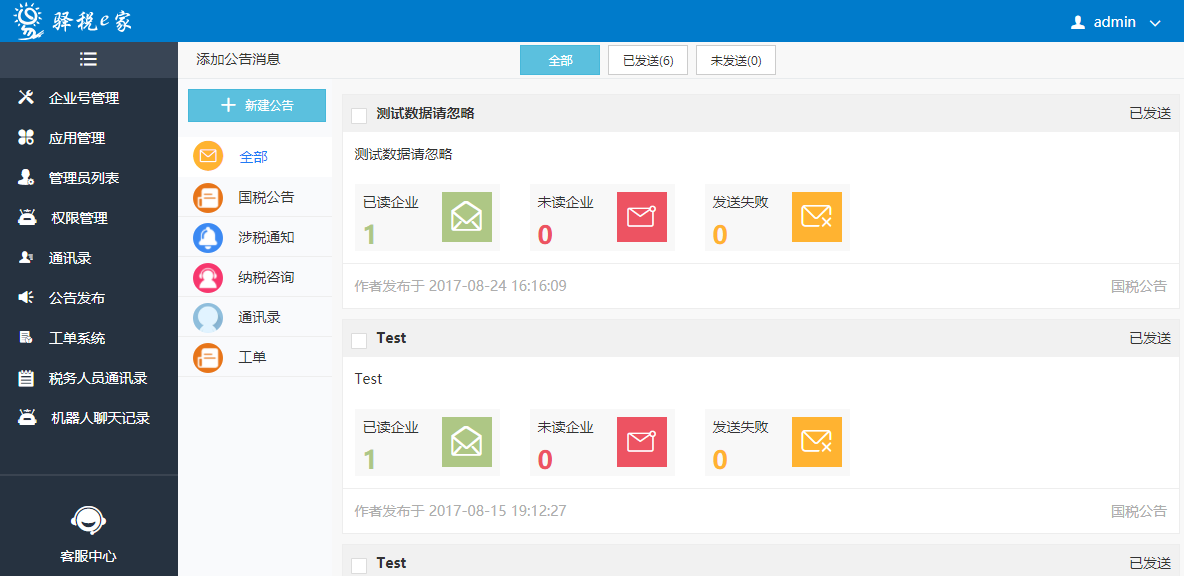 驿税e家
admin
添加公告消息
全部
已发送(6)
未发送(0)
企业号管理
应用管理
管理员列表
权限管理
通讯录
公告发布
工单系统
税务人员通讯录
机器人聊天记录
客服中心
新建公告
全部
国税公告
涉税通知
纳税咨询
通讯录
工单
测试数据请忽略
已发送
测试数据请忽略
已读企业
1
未读企业
0
发送失败
0
作者发布于 2017-08-24 16:16:09
国税公告
Test
已发送
Test
已读企业
1
未读企业
0
发送失败
0
作者发布于 2017-08-15 19:12:27
国税公告
Test
已发送